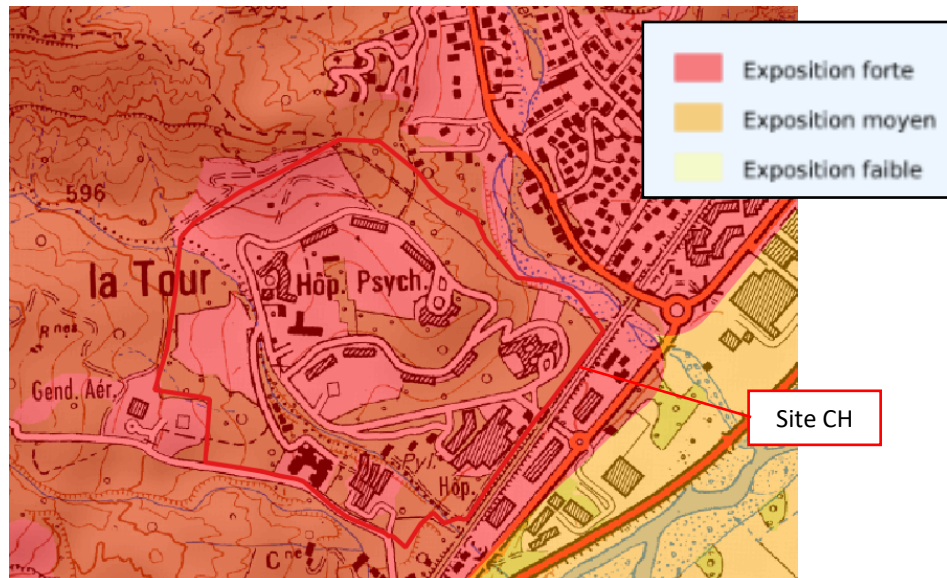 Exposition forte
Exposition moyen
Exposition faible
596
la Tour
Hôp. Psych.
Gend. Aér.
Site CH
Hôp.